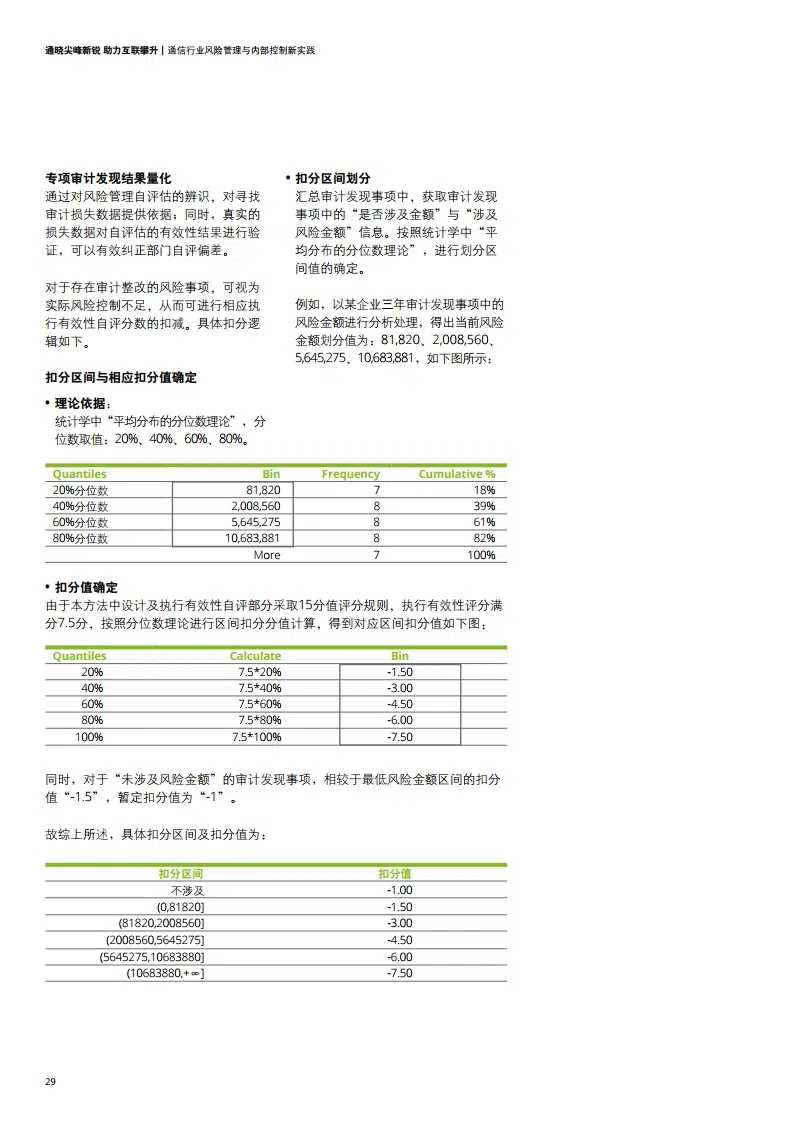 通晓尖峰新锐 助力互联攀升 | 通信行业风险管理与内部控制新实践
专项审计发现结果量化
通过对风险管理自评估的辨识，对寻找
审计损失数据提供依据；同时，真实的
损失数据对自评估的有效性结果进行验
证，可以有效纠正部门自评偏差。
对于存在审计整改的风险事项，可视为
实际风险控制不足，从而可进行相应执
行有效性自评分数的扣减。具体扣分逻
辑如下。
扣分区间与相应扣分值确定
• 理论依据：
统计学中“平均分布的分位数理论”，分
位数取值：20%、40%、60%、80%。
• 扣分区间划分
汇总审计发现事项中，获取审计发现
事项中的“是否涉及金额”与“涉及
风险金额”信息。按照统计学中“平
均分布的分位数理论”，进行划分区
间值的确定。
例如，以某企业三年审计发现事项中的
风险金额进行分析处理，得出当前风险
金额划分值为：81,820、2,008,560、
5,645,275、10,683,881，如下图所示：
Quantiles Bin Frequency Cumulative %
20%分位数 81,820 7 18%
40%分位数 2,008,560 8 39%
60%分位数 5,645,275 8 61%
80%分位数 10,683,881 8 82%
More 7 100%
• 扣分值确定
由于本方法中设计及执行有效性自评部分采取15分值评分规则，执行有效性评分满
分7.5分，按照分位数理论进行区间扣分分值计算，得到对应区间扣分值如下图：
Quantiles Calculate Bin
20% 7.5*20% -1.50
40% 7.5*40% -3.00
60% 7.5*60% -4.50
80% 7.5*80% -6.00
100% 7.5*100% -7.50
同时，对于“未涉及风险金额”的审计发现事项，相较于最低风险金额区间的扣分
值“-1.5”，暂定扣分值为“-1”。
故综上所述，具体扣分区间及扣分值为：
扣分区间 扣分值
不涉及 -1.00
(0,81820] -1.50
(81820,2008560] -3.00
(2008560,5645275] -4.50
(5645275,10683880] -6.00
(10683880,+∞] -7.50
29